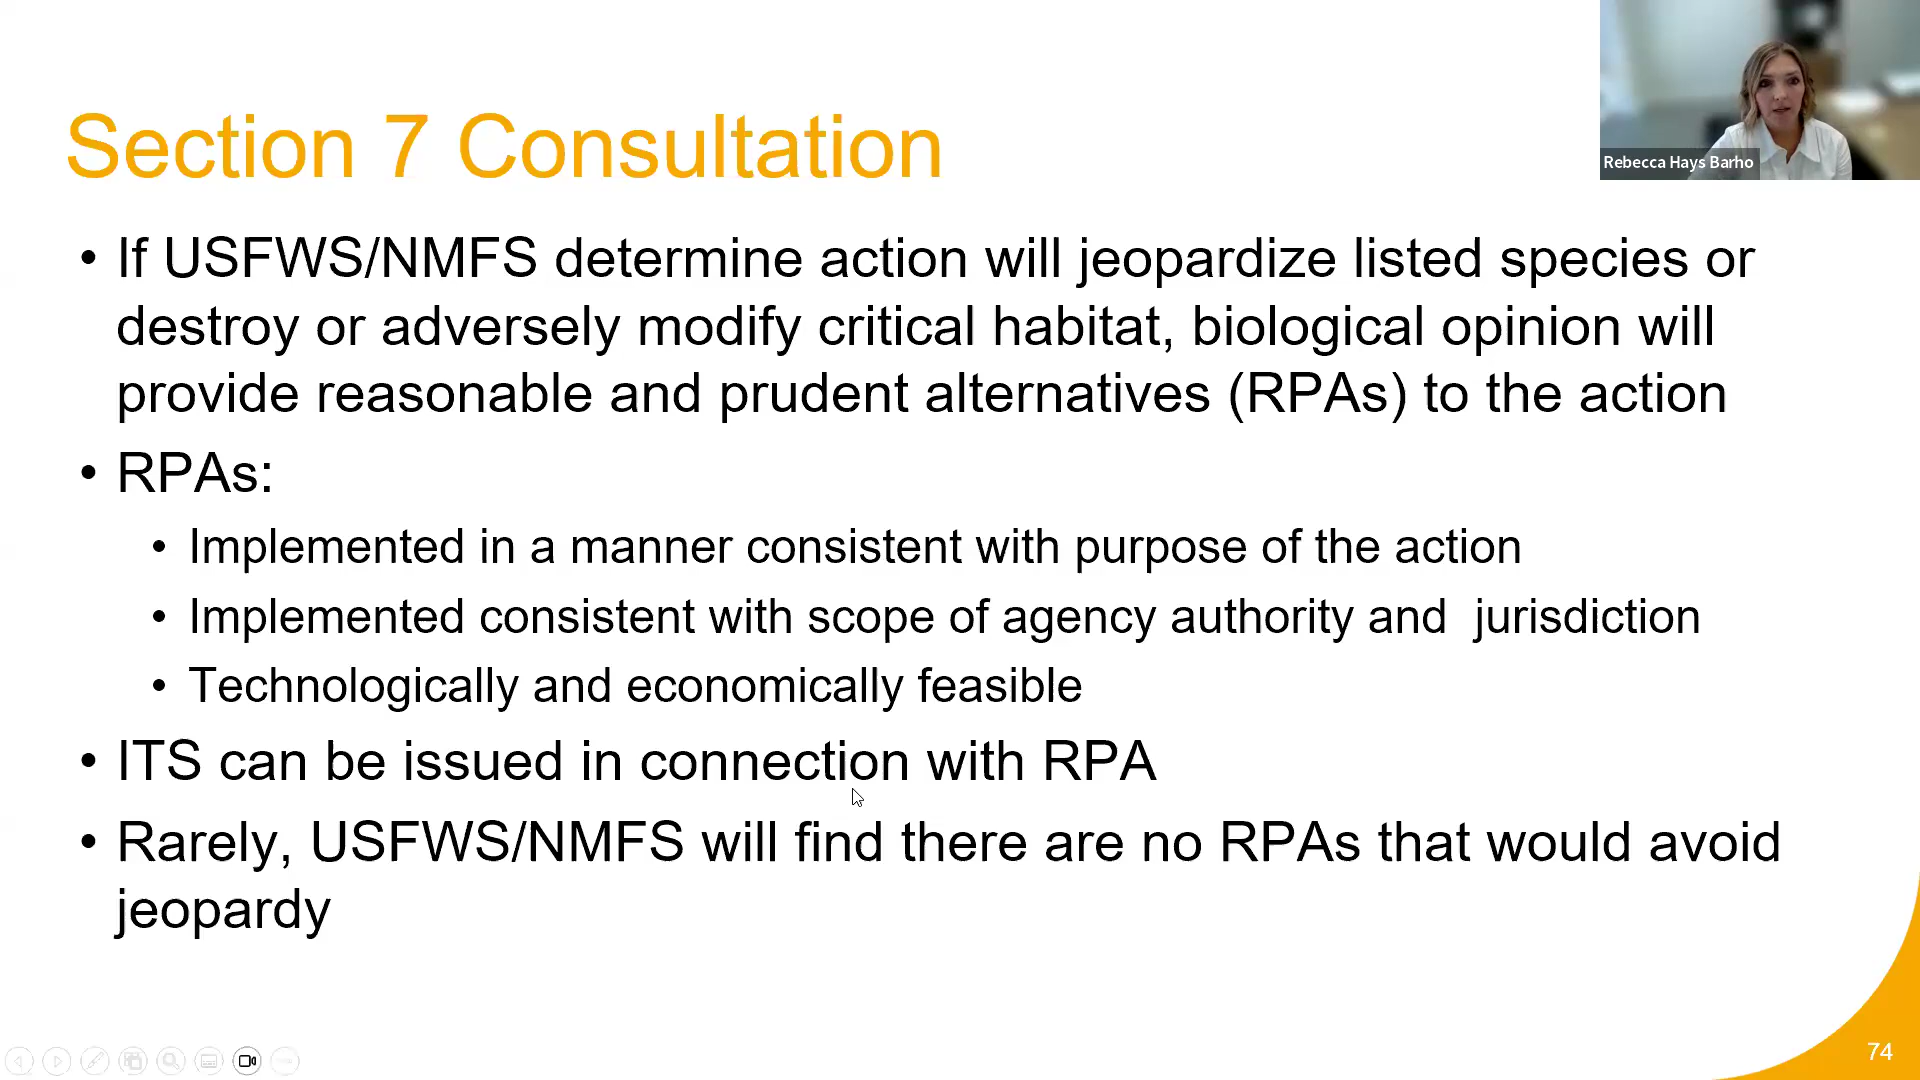 Section 7 Consultation
Rebecca Hays Barho
• If USFWS/NMFS determine action will jeopardize listed species or
destroy or adversely modify critical habitat, biological opinion will
provide reasonable and prudent alternatives (RPAs) to the action
• RPAs:
• Implemented in a manner consistent with purpose of the action
• Implemented consistent with scope of agency authority and  jurisdiction
• Technologically and economically feasible
• ITS can be issued in connection with RPA
• Rarely, USFWS/NMFS will find there are no RPAs that would avoid
jeopardy
74